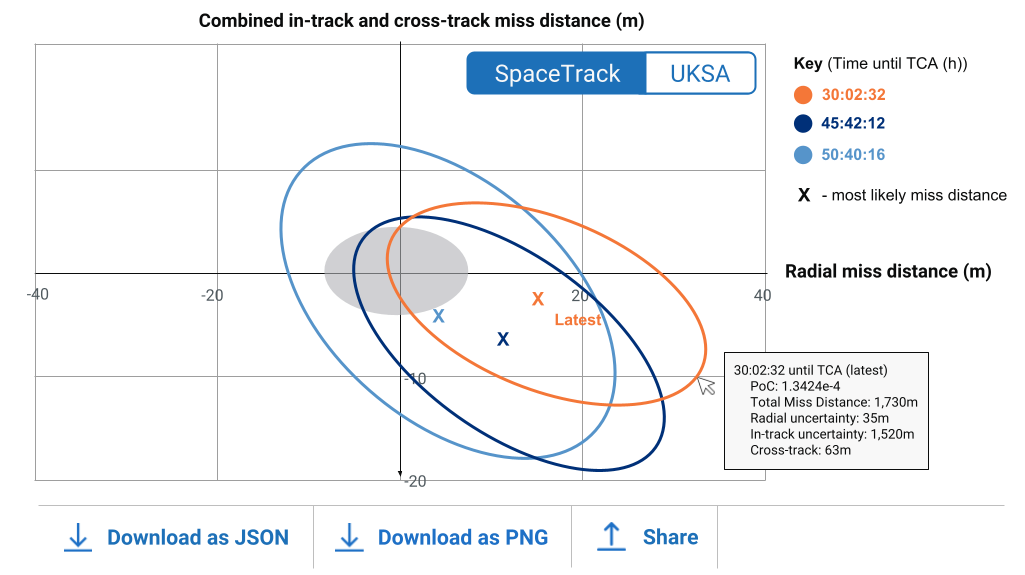 Combined in-track and cross-track miss distance (m)
SpaceTrack
UKSA
Key (Time until TCA (h))
30:02:32
45:42:12
50:40:16
X - most likely miss distance
Radial miss distance (m)
-40
-20
20
40
X
X
X
Latest
-10
-20
30:02:32 until TCA (latest)
PoC: 1.3424e-4
Total Miss Distance: 1,730m
Radial uncertainty: 35m
In-track uncertainty: 1,520m
Cross-track: 63m
Download as JSON
Download as PNG
Share